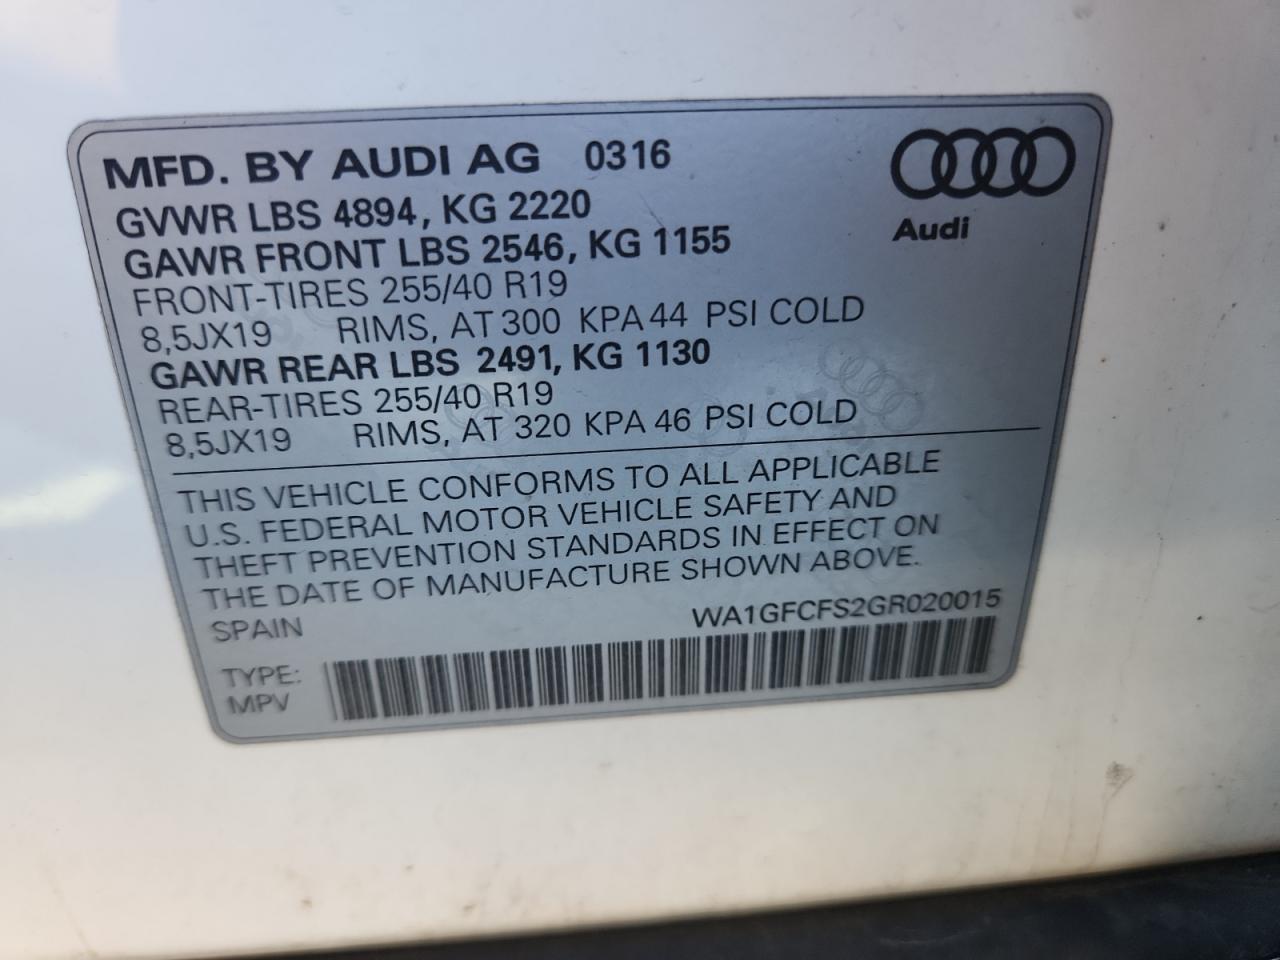 MFD. BY AUDI AG 0316
Audi
GVWR LBS 4894, KG 2220
GAWR FRONT LBS 2546, KG 1155
FRONT-TIRES 255/40 R19
8,5JX19 RIMS, AT 300 KPA 44 PSI COLD
GAWR REAR LBS 2491, KG 1130
REAR-TIRES 255/40 R19
8,5JX19 RIMS, AT 320 KPA 46 PSI COLD
THIS VEHICLE CONFORMS TO ALL APPLICABLE
U.S. FEDERAL MOTOR VEHICLE SAFETY AND
THEFT PREVENTION STANDARDS IN EFFECT ON
THE DATE OF MANUFACTURE SHOWN ABOVE.
SPAIN WA1GFCFS2GR020015
TYPE:
MPV